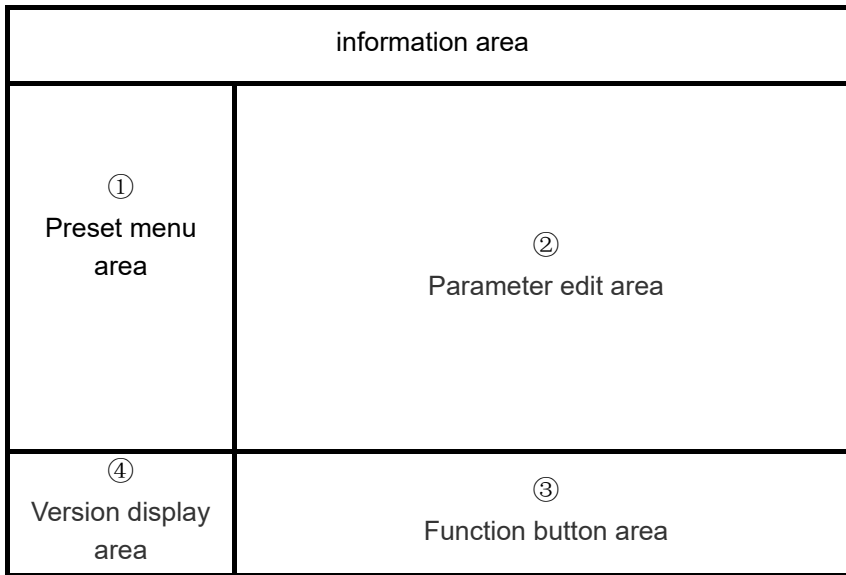 information area
①
Preset menu
area
②
Parameter edit area
④
Version display
area
③
Function button area